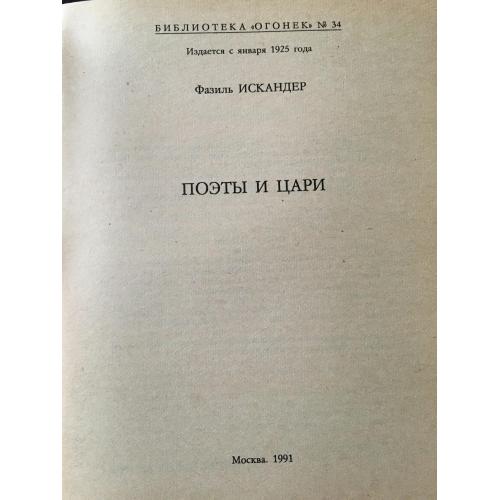 БИБЛИОТЕКА «ОГОНЕК» № 34
Издается с января 1925 года
Фазиль ИСКАНДЕР
ПОЭТЫ И ЦАРИ
Москва. 1991